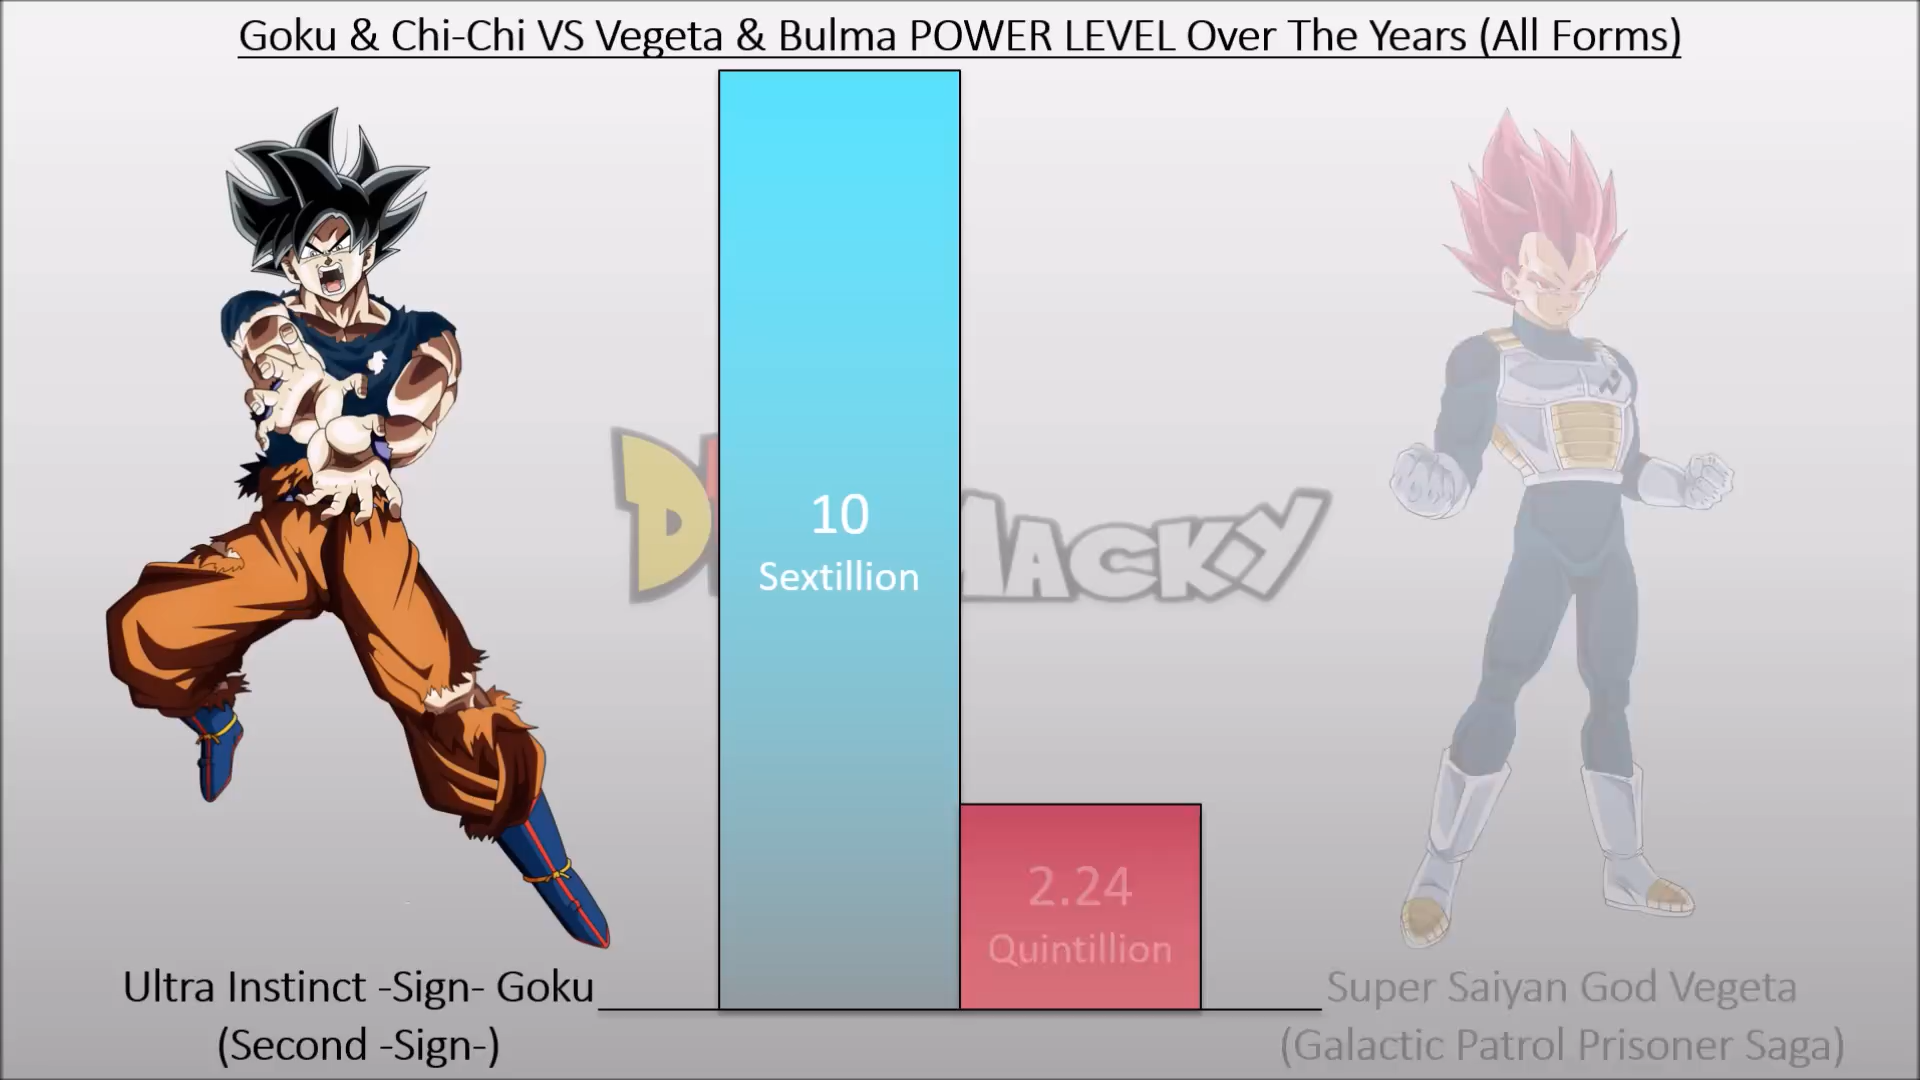 Goku & Chi-Chi VS Vegeta & Bulma POWER LEVEL Over The Years (All Forms)
10
Sextillion
MACKY
2.24
Quintillion
Ultra Instinct -Sign- Goku
(Second -Sign-)
Super Saiyan God Vegeta
(Galactic Patrol Prisoner Saga)